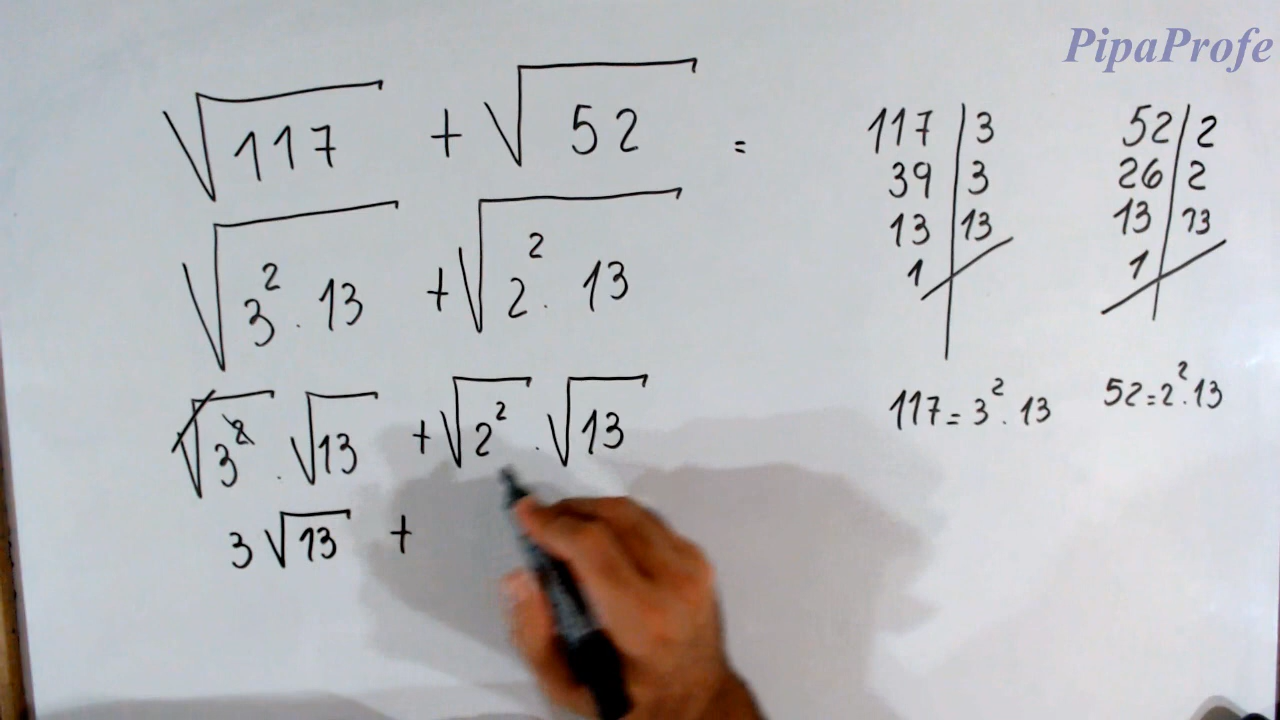 PipaProfe
√117 + √52 =
√3² . 13 + √2² . 13
√3² . √13 + √2² . √13
3√13 +
117 | 3
39 | 3
13 | 13
1
117 = 3² . 13
52 | 2
26 | 2
13 | 13
1
52 = 2² . 13